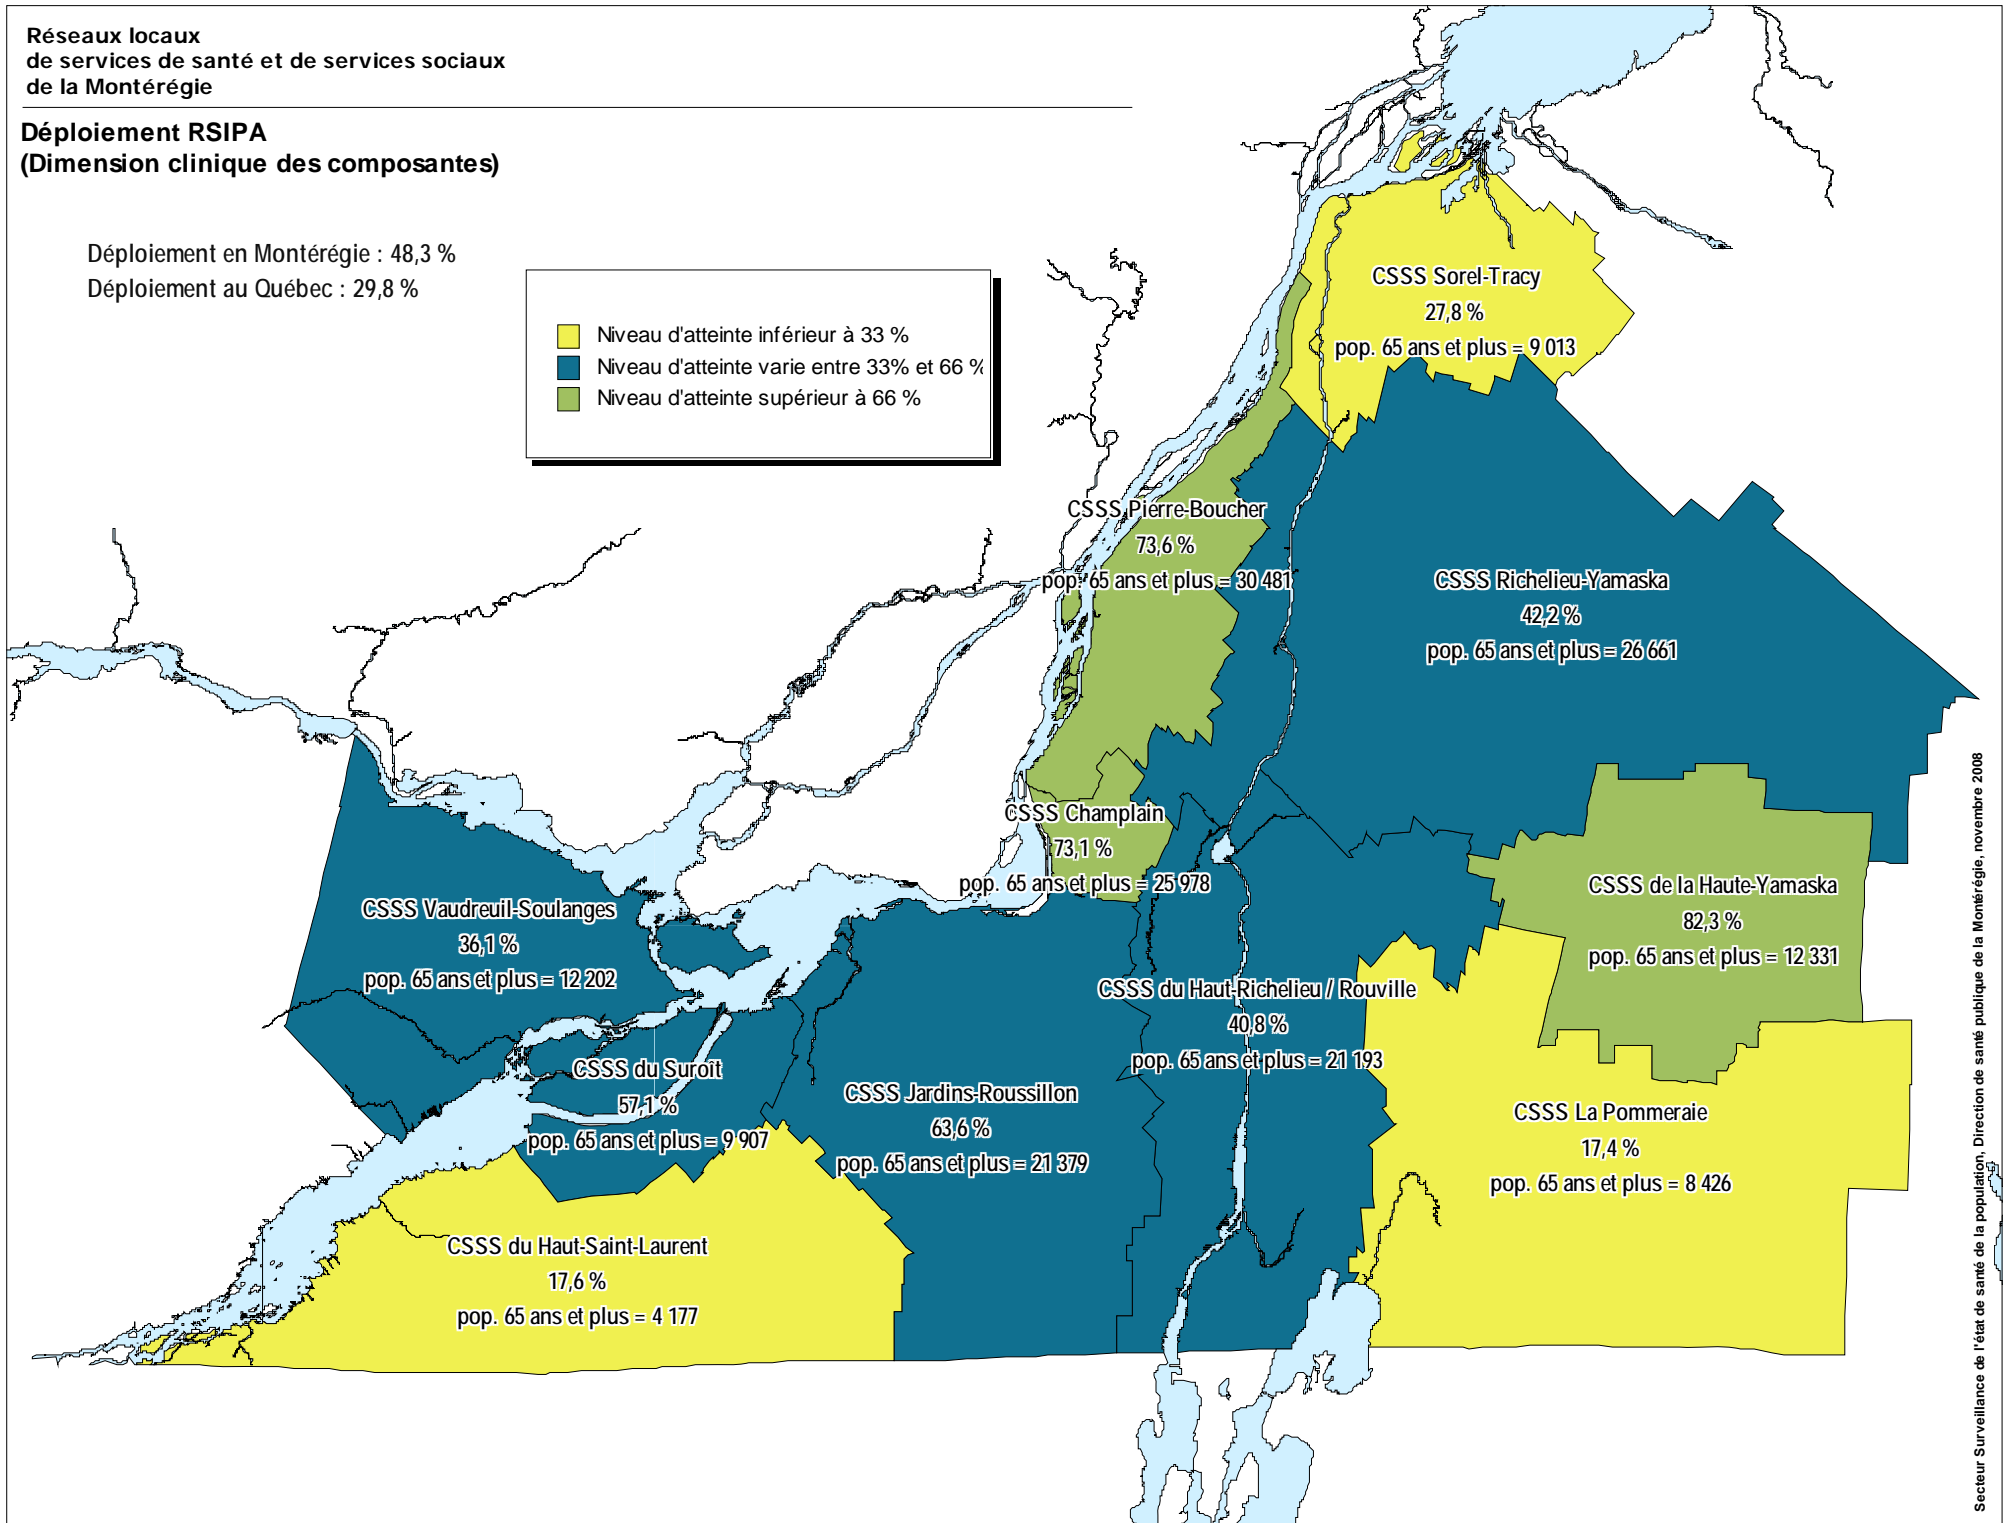 Réseaux locaux
de services de santé et de services sociaux
de la Montérégie
Déploiement RSIPA
(Dimension clinique des composantes)
Déploiement en Montérégie : 48,3 %
Déploiement au Québec : 29,8 %
Niveau d'atteinte inférieur à 33 %
Niveau d'atteinte varie entre 33% et 66 %
Niveau d'atteinte supérieur à 66 %
CSSS Sorel-Tracy
27,8 %
pop. 65 ans et plus = 9 013
CSSS Pierre-Boucher
73,6 %
pop. 65 ans et plus = 30 481
CSSS Richelieu-Yamaska
42,2 %
pop. 65 ans et plus = 26 661
CSSS Champlain
73,1 %
pop. 65 ans et plus = 25 978
CSSS de la Haute-Yamaska
82,3 %
pop. 65 ans et plus = 12 331
CSSS Vaudreuil-Soulanges
36,1 %
pop. 65 ans et plus = 12 202
CSSS du Haut-Richelieu / Rouville
40,8 %
pop. 65 ans et plus = 21 193
CSSS du Suroît
57,1 %
pop. 65 ans et plus = 9 907
CSSS Jardins-Roussillon
63,6 %
pop. 65 ans et plus = 21 379
CSSS La Pommeraie
17,4 %
pop. 65 ans et plus = 8 426
CSSS du Haut-Saint-Laurent
17,6 %
pop. 65 ans et plus = 4 177
Secteur Surveillance de l'état de santé de la population, Direction de santé publique de la Montérégie, novembre 2008